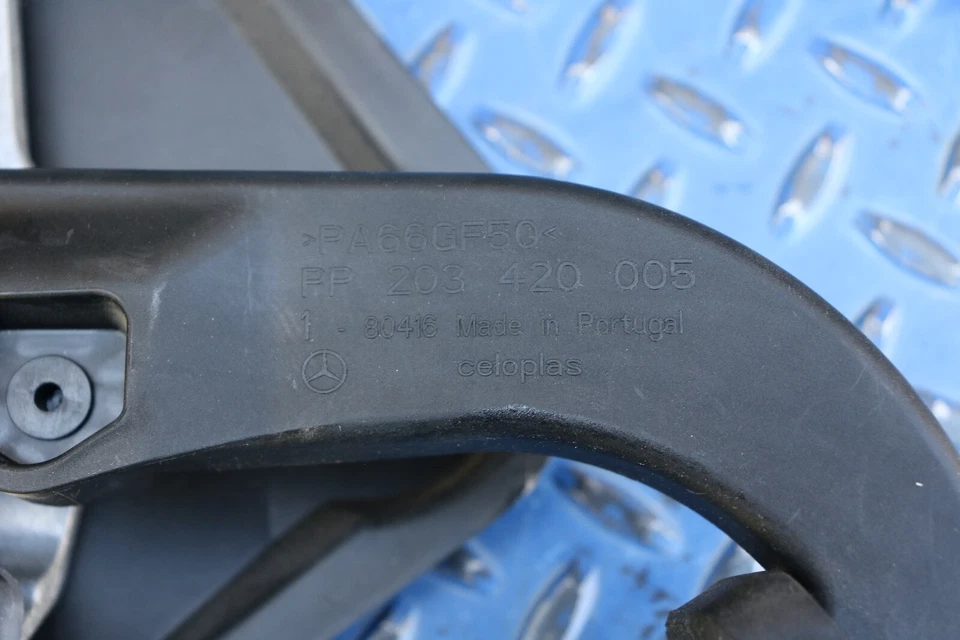 >PA66GF50<
PP 203 420 005
1 - 80416 Made in Portugal
celoplas